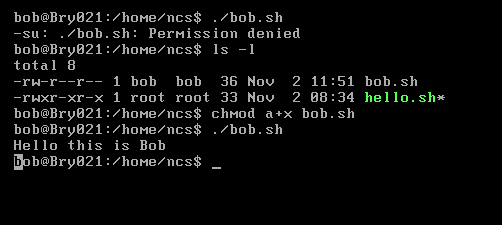 bob@Bry021:/home/ncs$ ./bob.sh
-su: ./bob.sh: Permission denied
bob@Bry021:/home/ncs$ ls -l
total 8
-rw-r--r-- 1 bob  bob  36 Nov  2 11:51 bob.sh
-rwxr-xr-x 1 root root 33 Nov  2 08:34 hello.sh*
bob@Bry021:/home/ncs$ chmod a+x bob.sh
bob@Bry021:/home/ncs$ ./bob.sh
Hello this is Bob
bob@Bry021:/home/ncs$ _